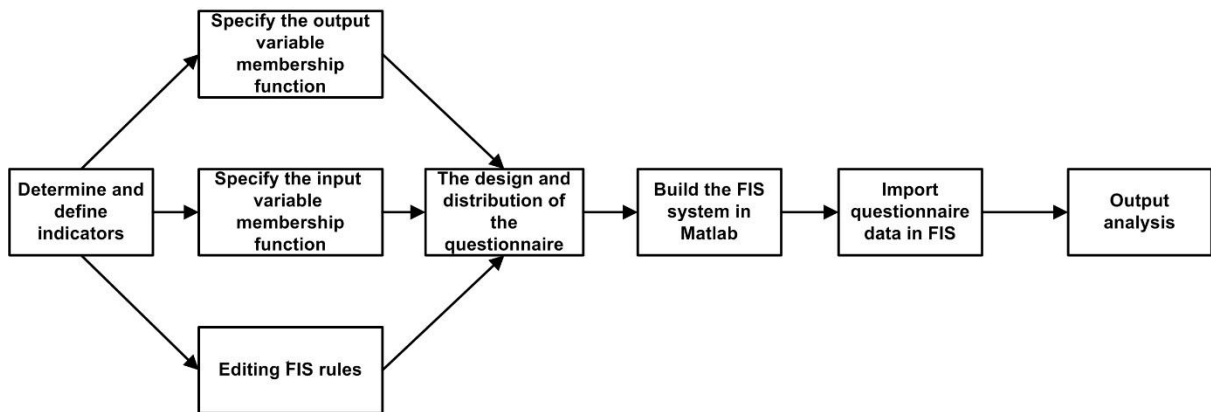 Specify the output
variable
membership
function
Determine and
define
indicators
Specify the input
variable
membership
function
The design and
distribution of
the
questionnaire
Build the FIS
system in
Matlab
Import
questionnaire
data in FIS
Output
analysis
Editing FIS rules